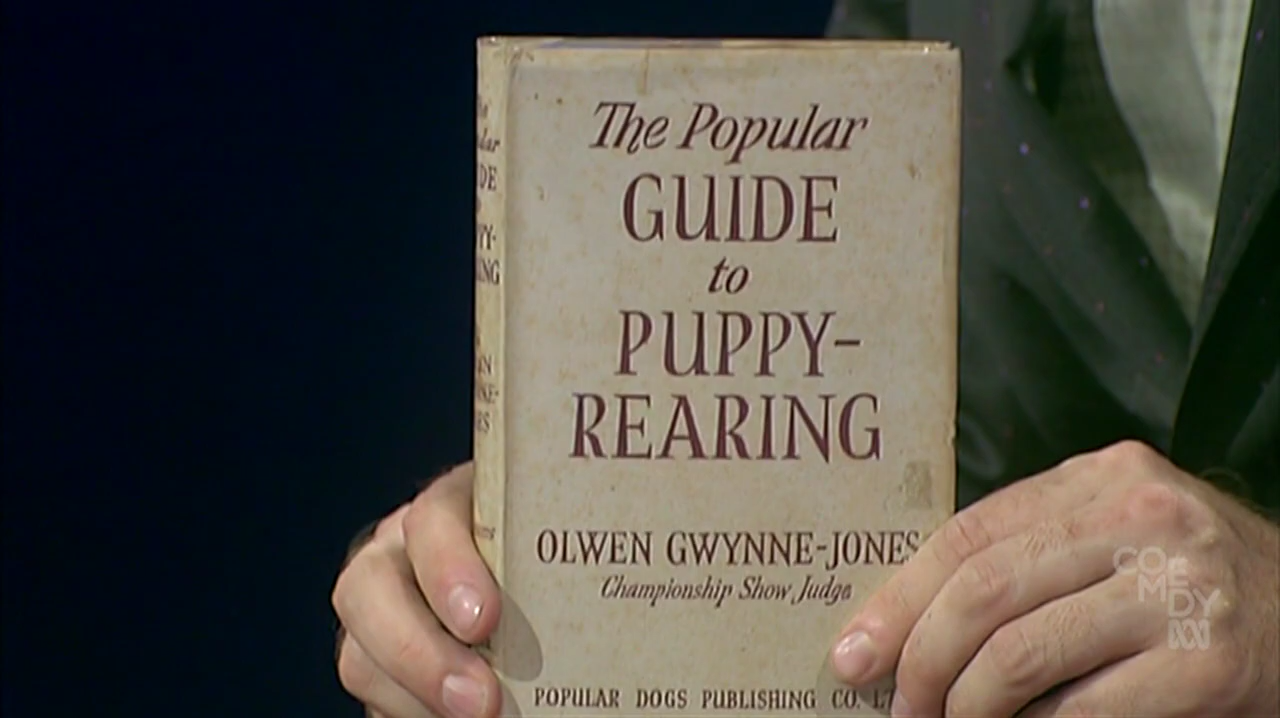 The Popular
GUIDE
to
PUPPY-
REARING
OLWEN GWYNNE-JONES
Championship Show Judge
POPULAR DOGS PUBLISHING CO.
COMEDY